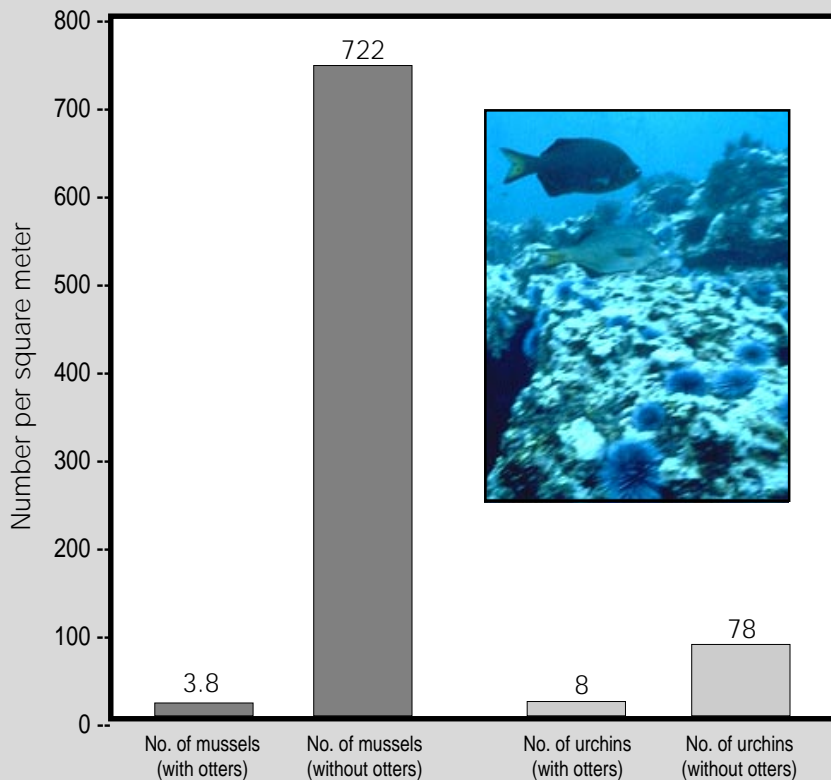 800 --
700 --
600 --
500 --
400 --
300 --
200 --
100 --
0 --
Number per square meter
3.8
722
8
78
No. of mussels
(with otters)
No. of mussels
(without otters)
No. of urchins
(with otters)
No. of urchins
(without otters)